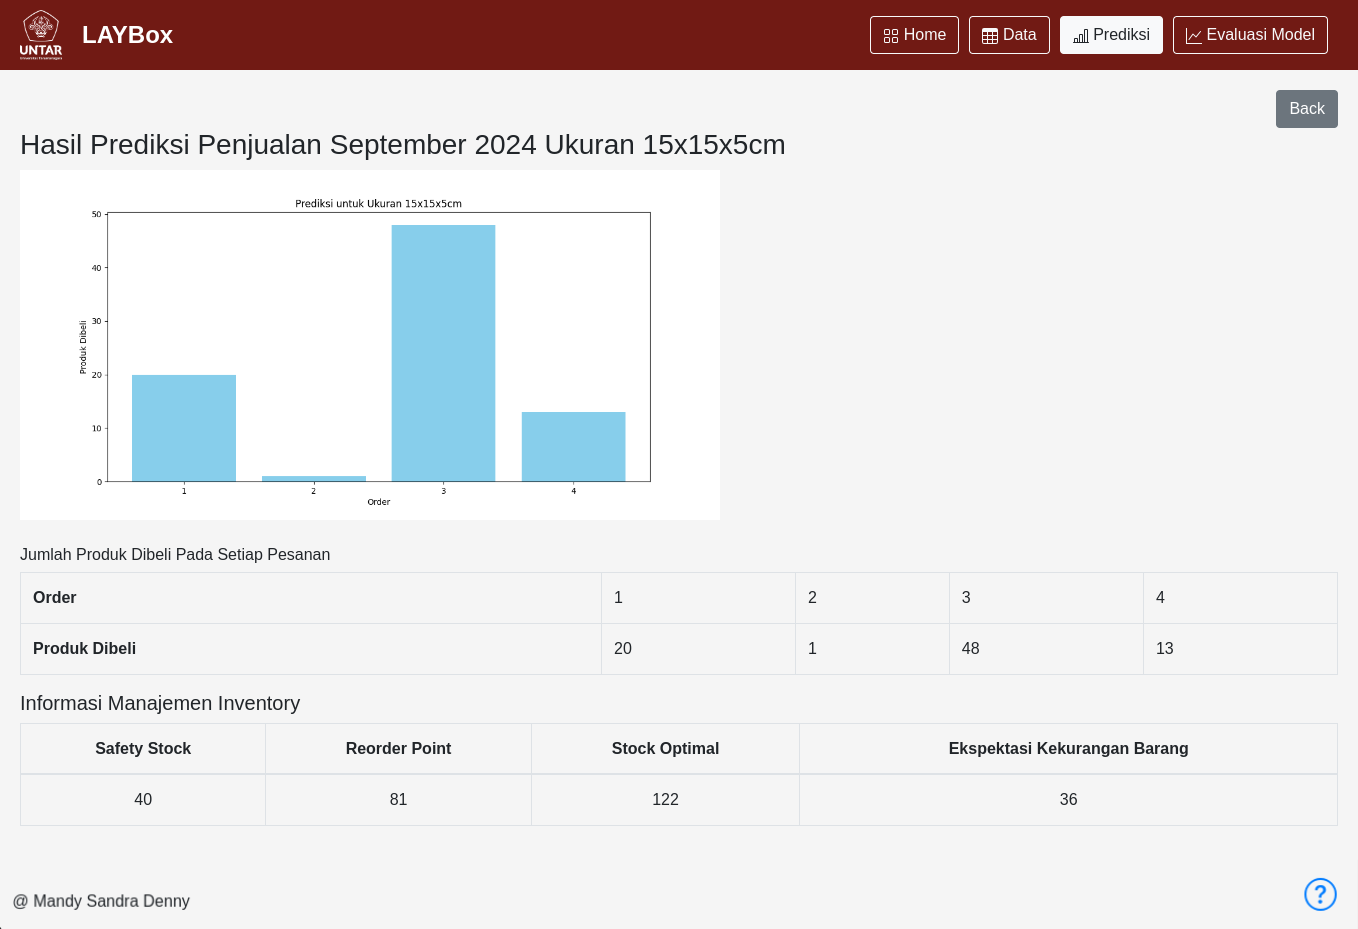 UNTAR
Universitas Tarumanagara
LAYBox
Home
Data
Prediksi
Evaluasi Model
Back
Hasil Prediksi Penjualan September 2024 Ukuran 15x15x5cm
Prediksi untuk Ukuran 15x15x5cm
50
40
30
20
10
0
Produk Dibeli
1 2 3 4
Order
Jumlah Produk Dibeli Pada Setiap Pesanan
Order 1 2 3 4
Produk Dibeli 20 1 48 13
Informasi Manajemen Inventory
Safety Stock Reorder Point Stock Optimal Ekspektasi Kekurangan Barang
40 81 122 36
@ Mandy Sandra Denny
?